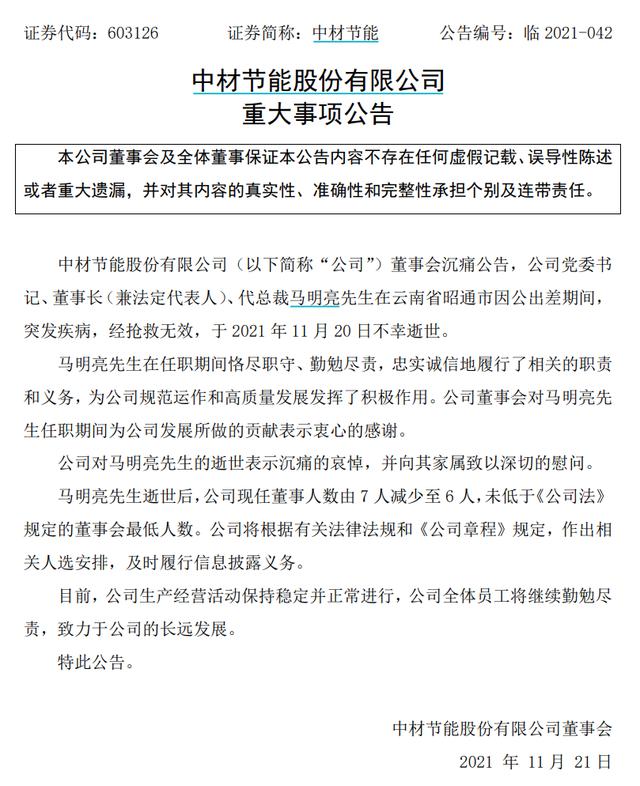 证券代码：603126 证券简称：中材节能 公告编号：临 2021-042
中材节能股份有限公司
重大事项公告
本公司董事会及全体董事保证本公告内容不存在任何虚假记载、误导性陈述
或者重大遗漏，并对其内容的真实性、准确性和完整性承担个别及连带责任。
中材节能股份有限公司（以下简称“公司”）董事会沉痛公告，公司党委书
记、董事长（兼法定代表人）、代总裁马明亮先生在云南省昭通市因公出差期间，
突发疾病，经抢救无效，于 2021 年 11 月 20 日不幸逝世。
马明亮先生在任职期间恪尽职守、勤勉尽责，忠实诚信地履行了相关的职责
和义务，为公司规范运作和高质量发展发挥了积极作用。公司董事会对马明亮先
生任职期间为公司发展所做的贡献表示衷心的感谢。
公司对马明亮先生的逝世表示沉痛的哀悼，并向其家属致以深切的慰问。
马明亮先生逝世后，公司现任董事人数由 7 人减少至 6 人，未低于《公司法》
规定的董事会最低人数。公司将根据有关法律法规和《公司章程》规定，作出相
关人选安排，及时履行信息披露义务。
目前，公司生产经营活动保持稳定并正常进行，公司全体员工将继续勤勉尽
责，致力于公司的长远发展。
特此公告。
中材节能股份有限公司董事会
2021 年 11 月 21 日